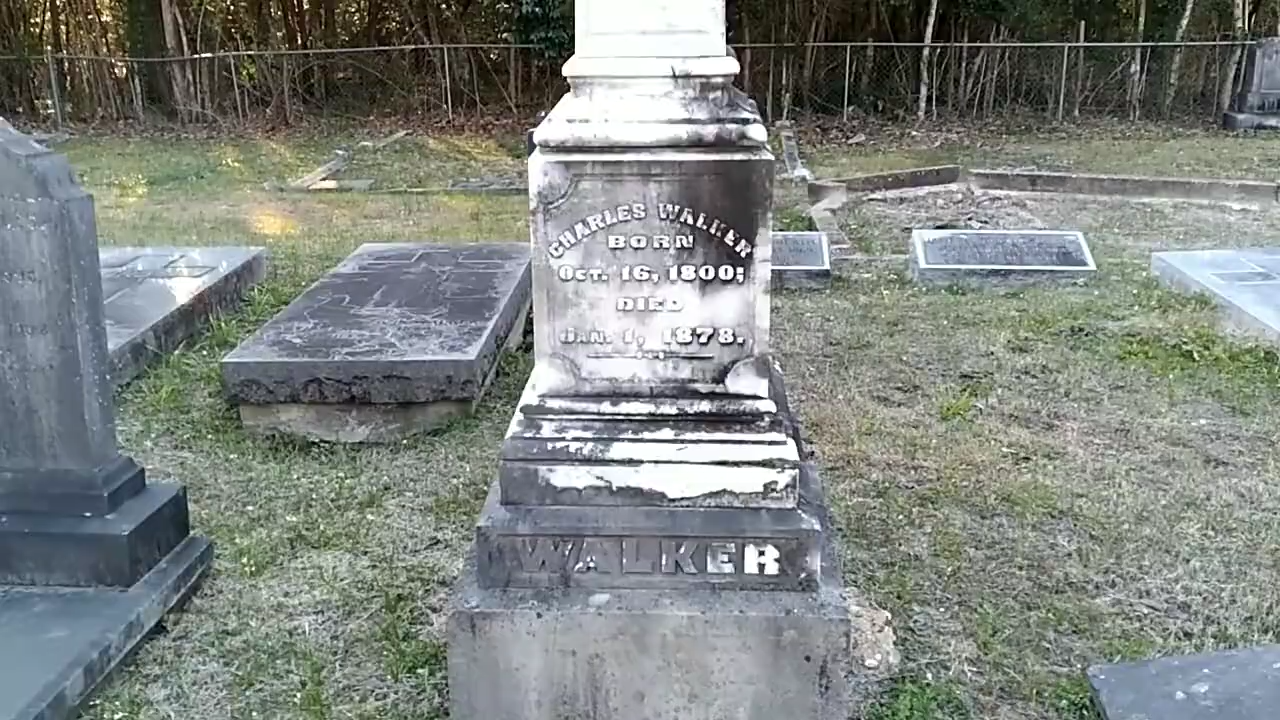 CHARLES WALKER
BORN
OCT. 16, 1800;
DIED
JAN. 1, 1878.
WALKER